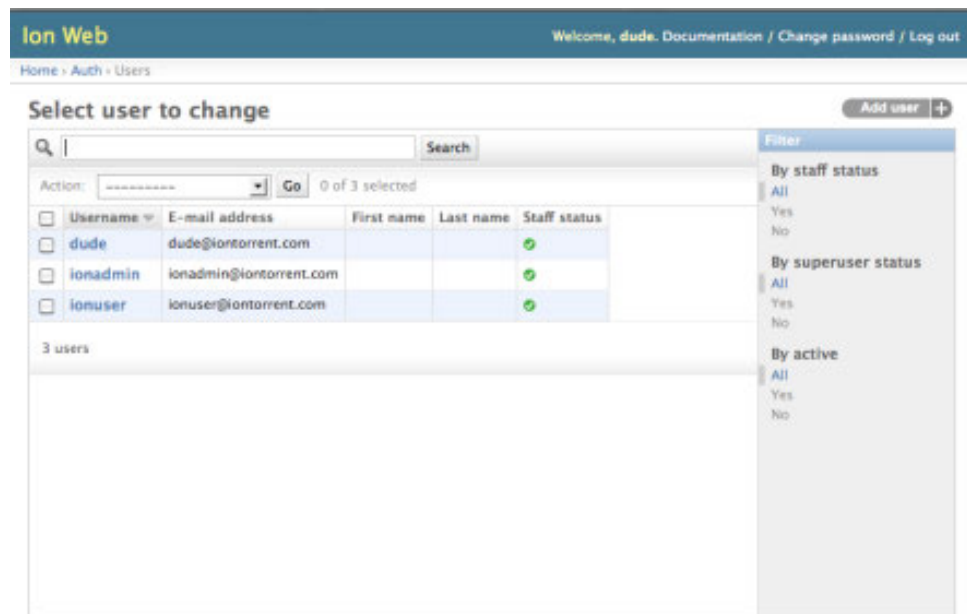 Ion Web
Welcome, dude. Documentation / Change password / Log out
Home › Auth › Users
Select user to change
Add user +
Search
Action: --------- Go 0 of 3 selected
Username E-mail address First name Last name Staff status
dude dude@iontorrent.com
ionadmin ionadmin@iontorrent.com
ionuser ionuser@iontorrent.com
3 users
Filter
By staff status
All
Yes
No
By superuser status
All
Yes
No
By active
All
Yes
No